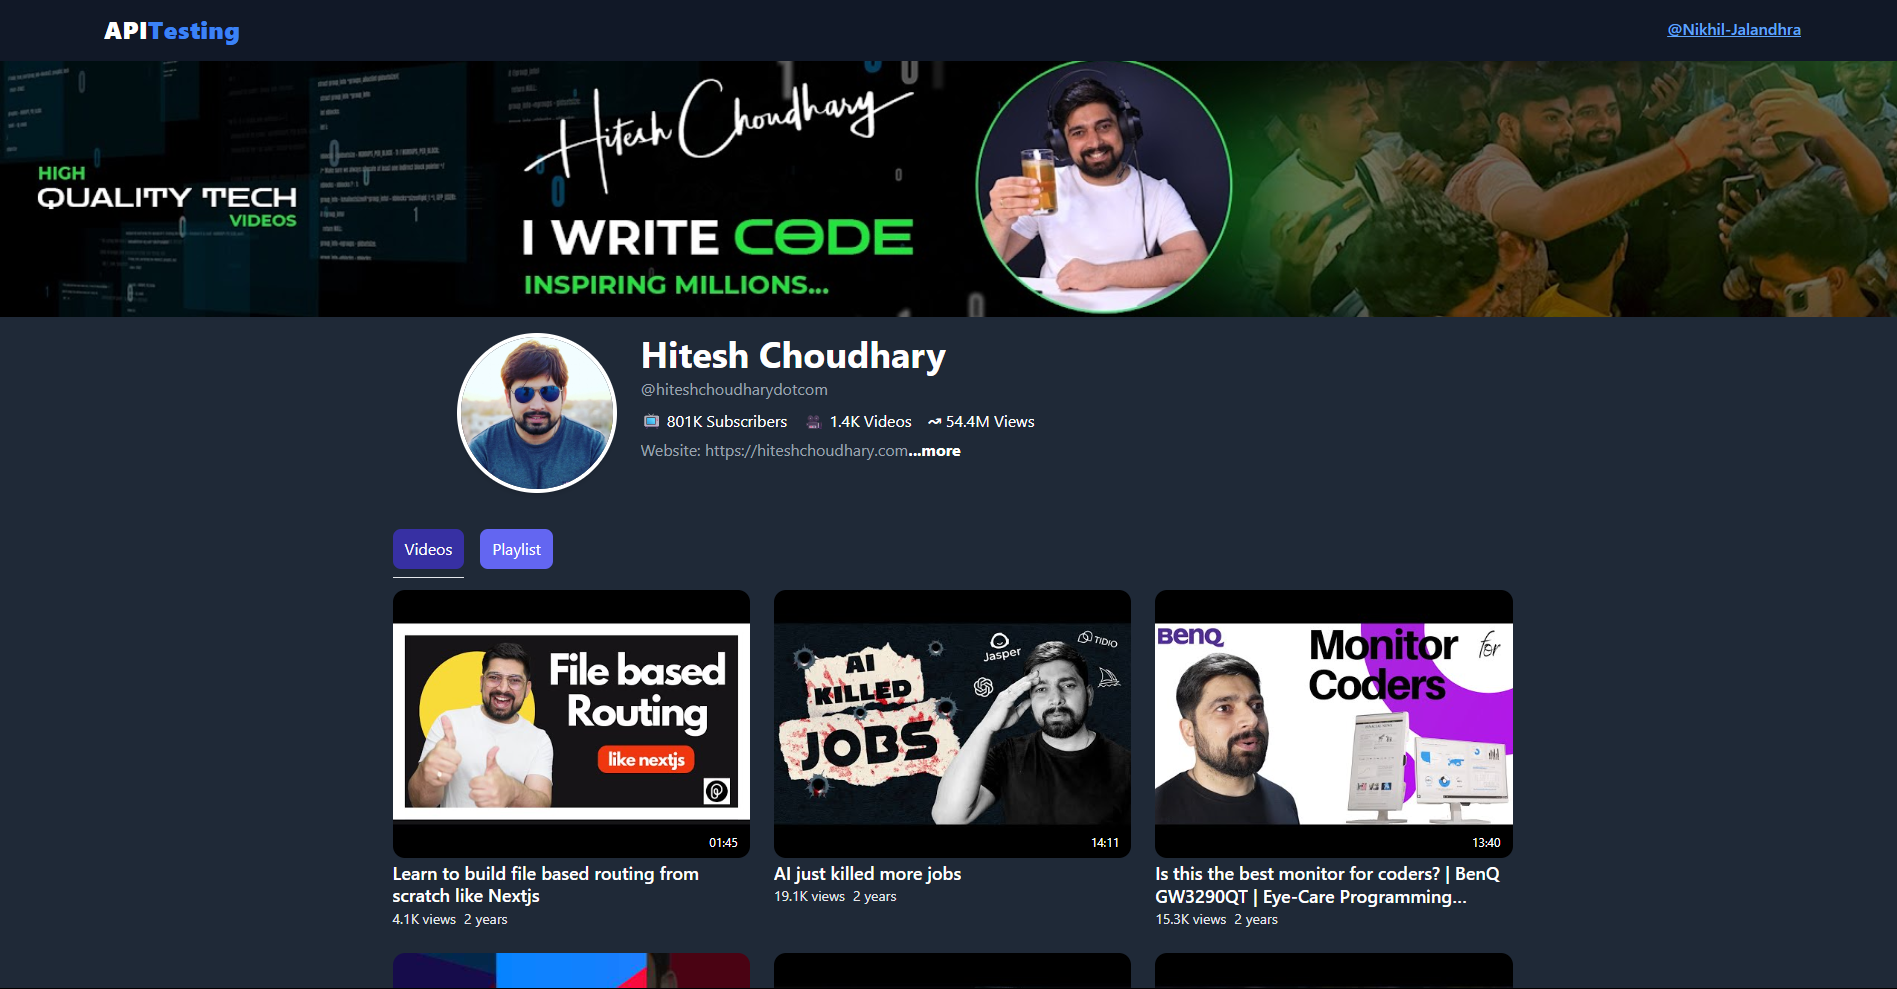 APITesting
@Nikhil-Jalandhra
HIGH
QUALITY TECH
VIDEOS
Hitesh Choudhary
I WRITE CODE
INSPIRING MILLIONS...
Hitesh Choudhary
@hiteshchoudharydotcom
801K Subscribers 1.4K Videos 54.4M Views
Website: https://hiteshchoudhary.com...more
Videos
Playlist
File based
Routing
like nextjs
01:45
AI
KILLED
JOBS
Jasper
TIDIO
14:11
BenQ
Monitor for
Coders
13:40
Learn to build file based routing from
scratch like Nextjs
4.1K views 2 years
AI just killed more jobs
19.1K views 2 years
Is this the best monitor for coders? | BenQ
GW3290QT | Eye-Care Programming...
15.3K views 2 years